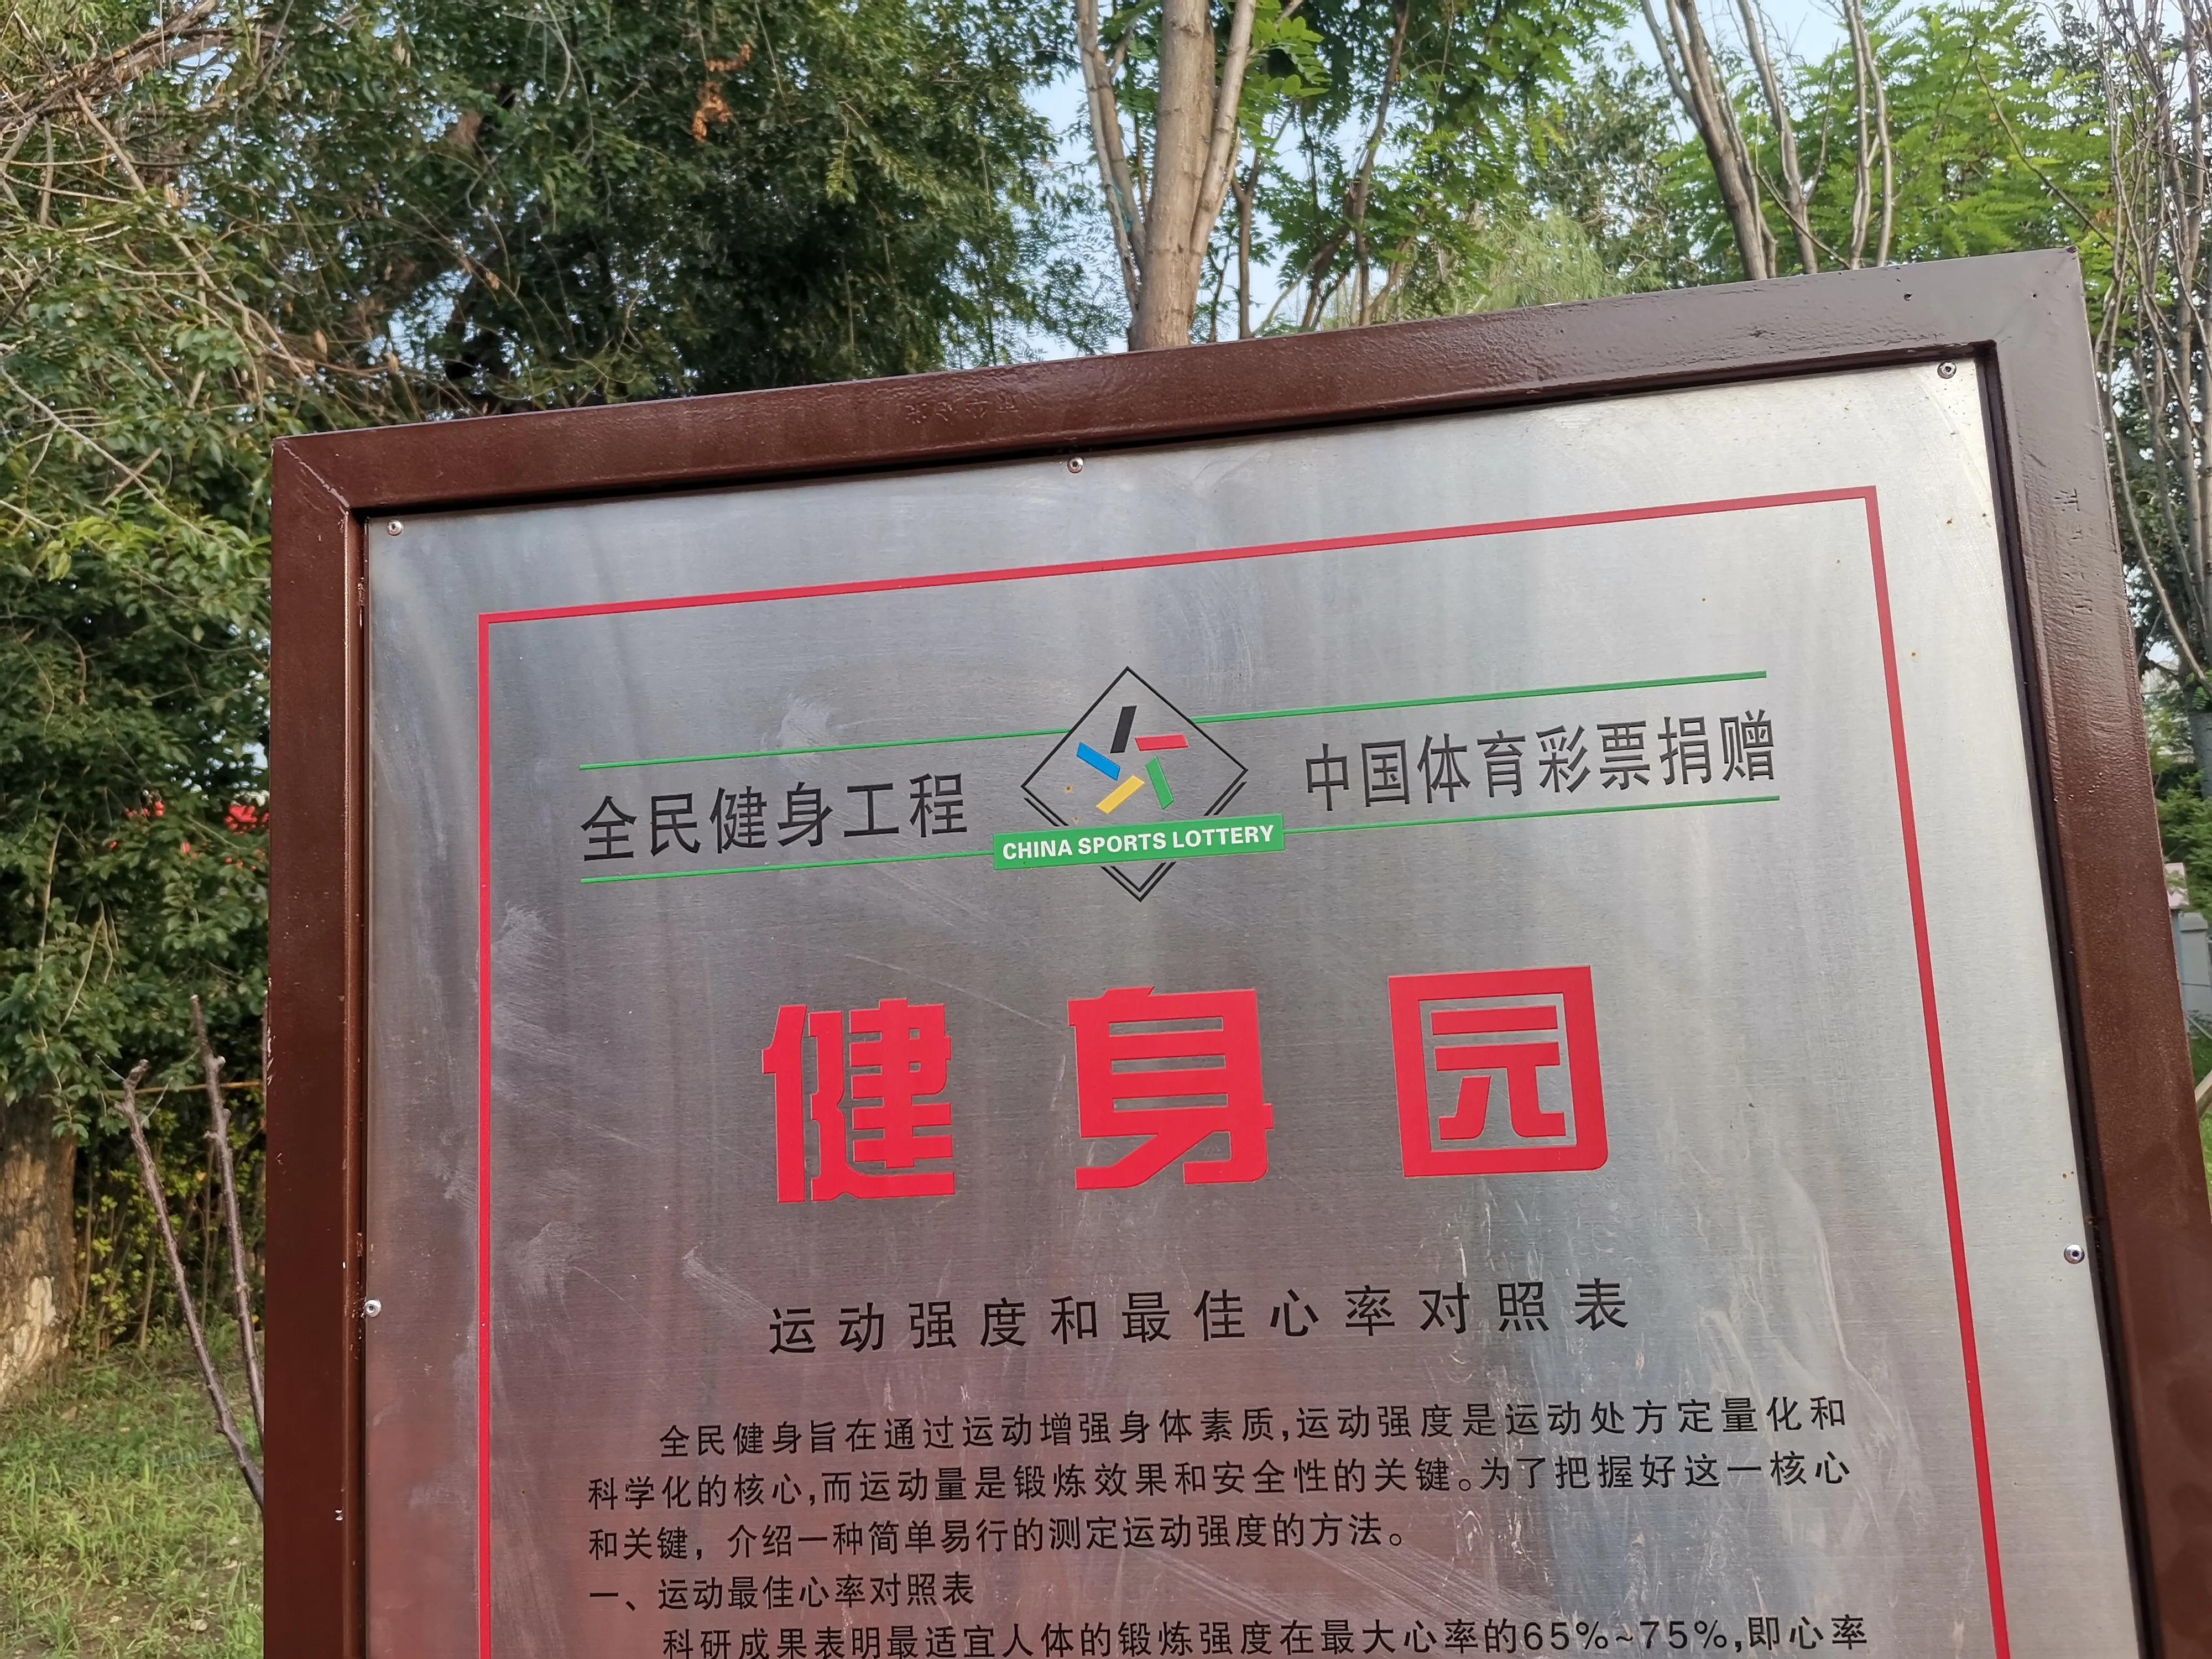 全民健身工程
CHINA SPORTS LOTTERY
中国体育彩票捐赠
健身园
运动强度和最佳心率对照表
全民健身旨在通过运动增强身体素质,运动强度是运动处方定量化和
科学化的核心,而运动量是锻炼效果和安全性的关键。为了把握好这一核心
和关键，介绍一种简单易行的测定运动强度的方法。
一、运动最佳心率对照表
科研成果表明最适宜人体的锻炼强度在最大心率的65%~75%,即心率